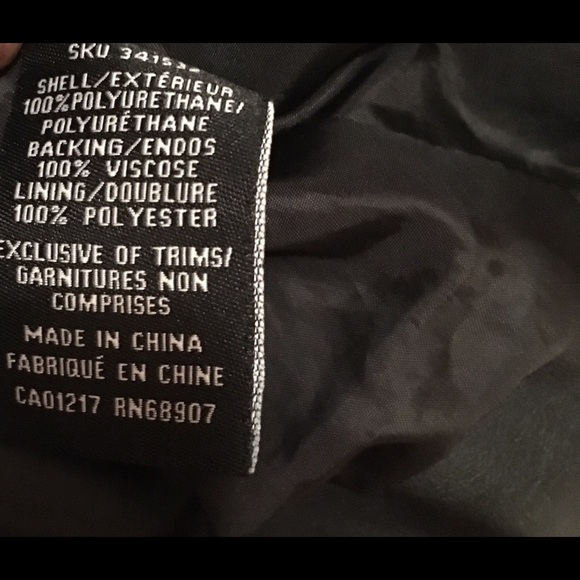 SKU
SHELL/EXTÉRIEUR
100%POLYURETHANE/
POLYURÉTHANE
BACKING/ENDOS
100% VISCOSE
LINING/DOUBLURE
100% POLYESTER
EXCLUSIVE OF TRIMS/
GARNITURES NON
COMPRISES
MADE IN CHINA
FABRIQUÉ EN CHINE
CA01217 RN68907